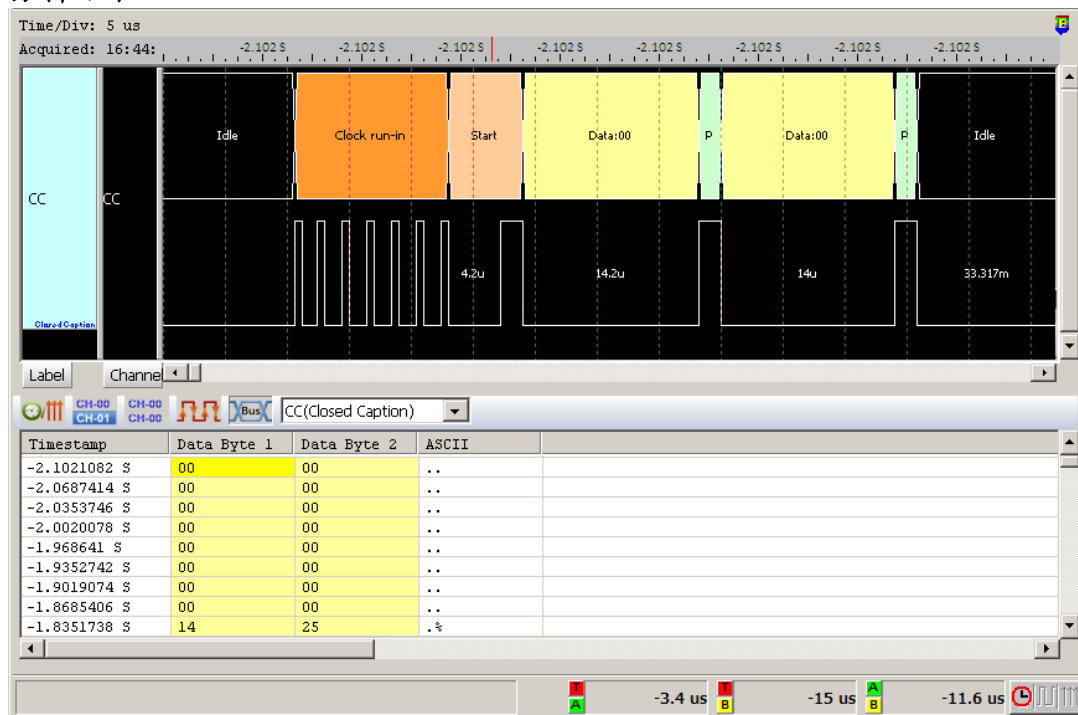 Time/Div: 5 us
Acquired: 16:44: -2.102 S -2.102 S -2.102 S -2.102 S -2.102 S -2.102 S -2.102 S -2.102 S
Idle Clock run-in Start Data:00 P Data:00 P Idle
CC CC
4.2u 14.2u 14u 33.317m
Closed Caption
Label Channel
CH-00 CH-00
CH-01 CH-00
Bus CC(Closed Caption)
Timestamp Data Byte 1 Data Byte 2 ASCII
-2.1021082 S 00 00 ..
-2.0687414 S 00 00 ..
-2.0353746 S 00 00 ..
-2.0020078 S 00 00 ..
-1.968641 S 00 00 ..
-1.9352742 S 00 00 ..
-1.9019074 S 00 00 ..
-1.8685406 S 00 00 ..
-1.8351738 S 14 25 .%
T A -3.4 us T B -15 us A B -11.6 us